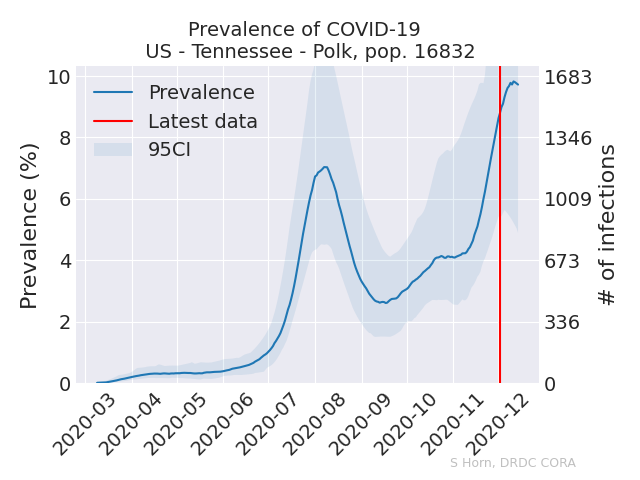 Prevalence of COVID-19
US - Tennessee - Polk, pop. 16832
Prevalence
Latest data
95CI
Prevalence (%)
10
8
6
4
2
0
1683
1346
1009
673
336
0
# of infections
2020-03
2020-04
2020-05
2020-06
2020-07
2020-08
2020-09
2020-10
2020-11
2020-12
S Horn, DRDC CORA